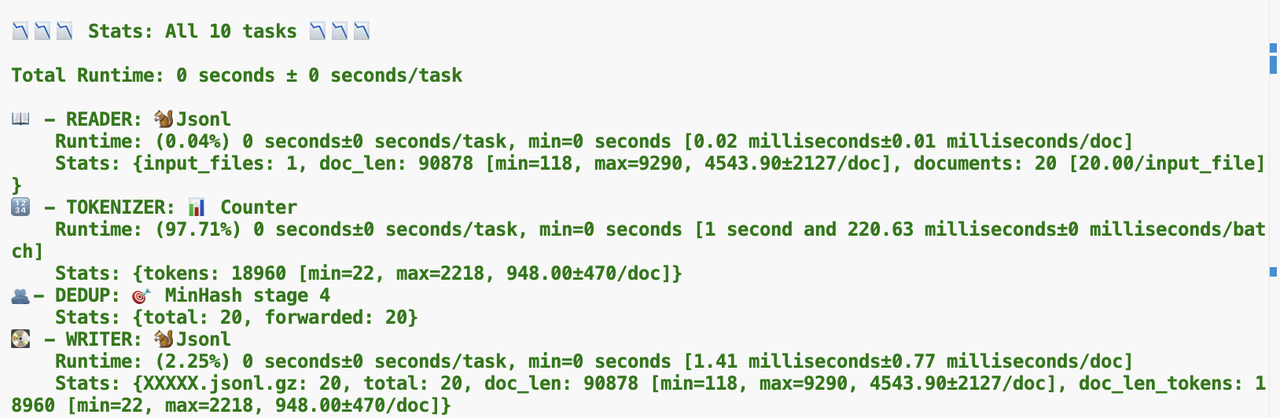 📉📉📉 Stats: All 10 tasks 📉📉📉
Total Runtime: 0 seconds ± 0 seconds/task
📖 - READER: 🐿Jsonl
Runtime: (0.04%) 0 seconds±0 seconds/task, min=0 seconds [0.02 milliseconds±0.01 milliseconds/doc]
Stats: {input_files: 1, doc_len: 90878 [min=118, max=9290, 4543.90±2127/doc], documents: 20 [20.00/input_file]
}
🔢 - TOKENIZER: 📊 Counter
Runtime: (97.71%) 0 seconds±0 seconds/task, min=0 seconds [1 second and 220.63 milliseconds±0 milliseconds/bat
ch]
Stats: {tokens: 18960 [min=22, max=2218, 948.00±470/doc]}
🫂- DEDUP: 🎯 MinHash stage 4
Stats: {total: 20, forwarded: 20}
💽 - WRITER: 🐿Jsonl
Runtime: (2.25%) 0 seconds±0 seconds/task, min=0 seconds [1.41 milliseconds±0.77 milliseconds/doc]
Stats: {XXXXX.jsonl.gz: 20, total: 20, doc_len: 90878 [min=118, max=9290, 4543.90±2127/doc], doc_len_tokens: 1
8960 [min=22, max=2218, 948.00±470/doc]}